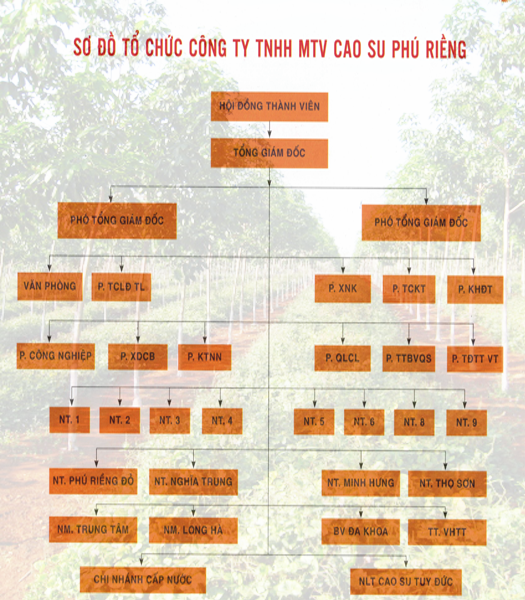 SƠ ĐỒ TỔ CHỨC CÔNG TY TNHH MTV CAO SU PHÚ RIỀNG
HỘI ĐỒNG THÀNH VIÊN
TỔNG GIÁM ĐỐC
PHÓ TỔNG GIÁM ĐỐC PHÓ TỔNG GIÁM ĐỐC
VĂN PHÒNG P. TCLĐ TL P. XNK P. TCKT P. KHĐT
P. CÔNG NGHIỆP P. XDCB P. KTNN P. QLCL P. TTBVQS P. TĐTT VT
NT. 1 NT. 2 NT. 3 NT. 4 NT. 5 NT. 6 NT. 8 NT. 9
NT. PHÚ RIỀNG ĐỎ NT. NGHĨA TRUNG NT. MINH HƯNG NT. THỌ SƠN
NM. TRUNG TÂM NM. LONG HÀ BV ĐA KHOA TT. VHTT
CHI NHÁNH CẤP NƯỚC NLT CAO SU TUY ĐỨC